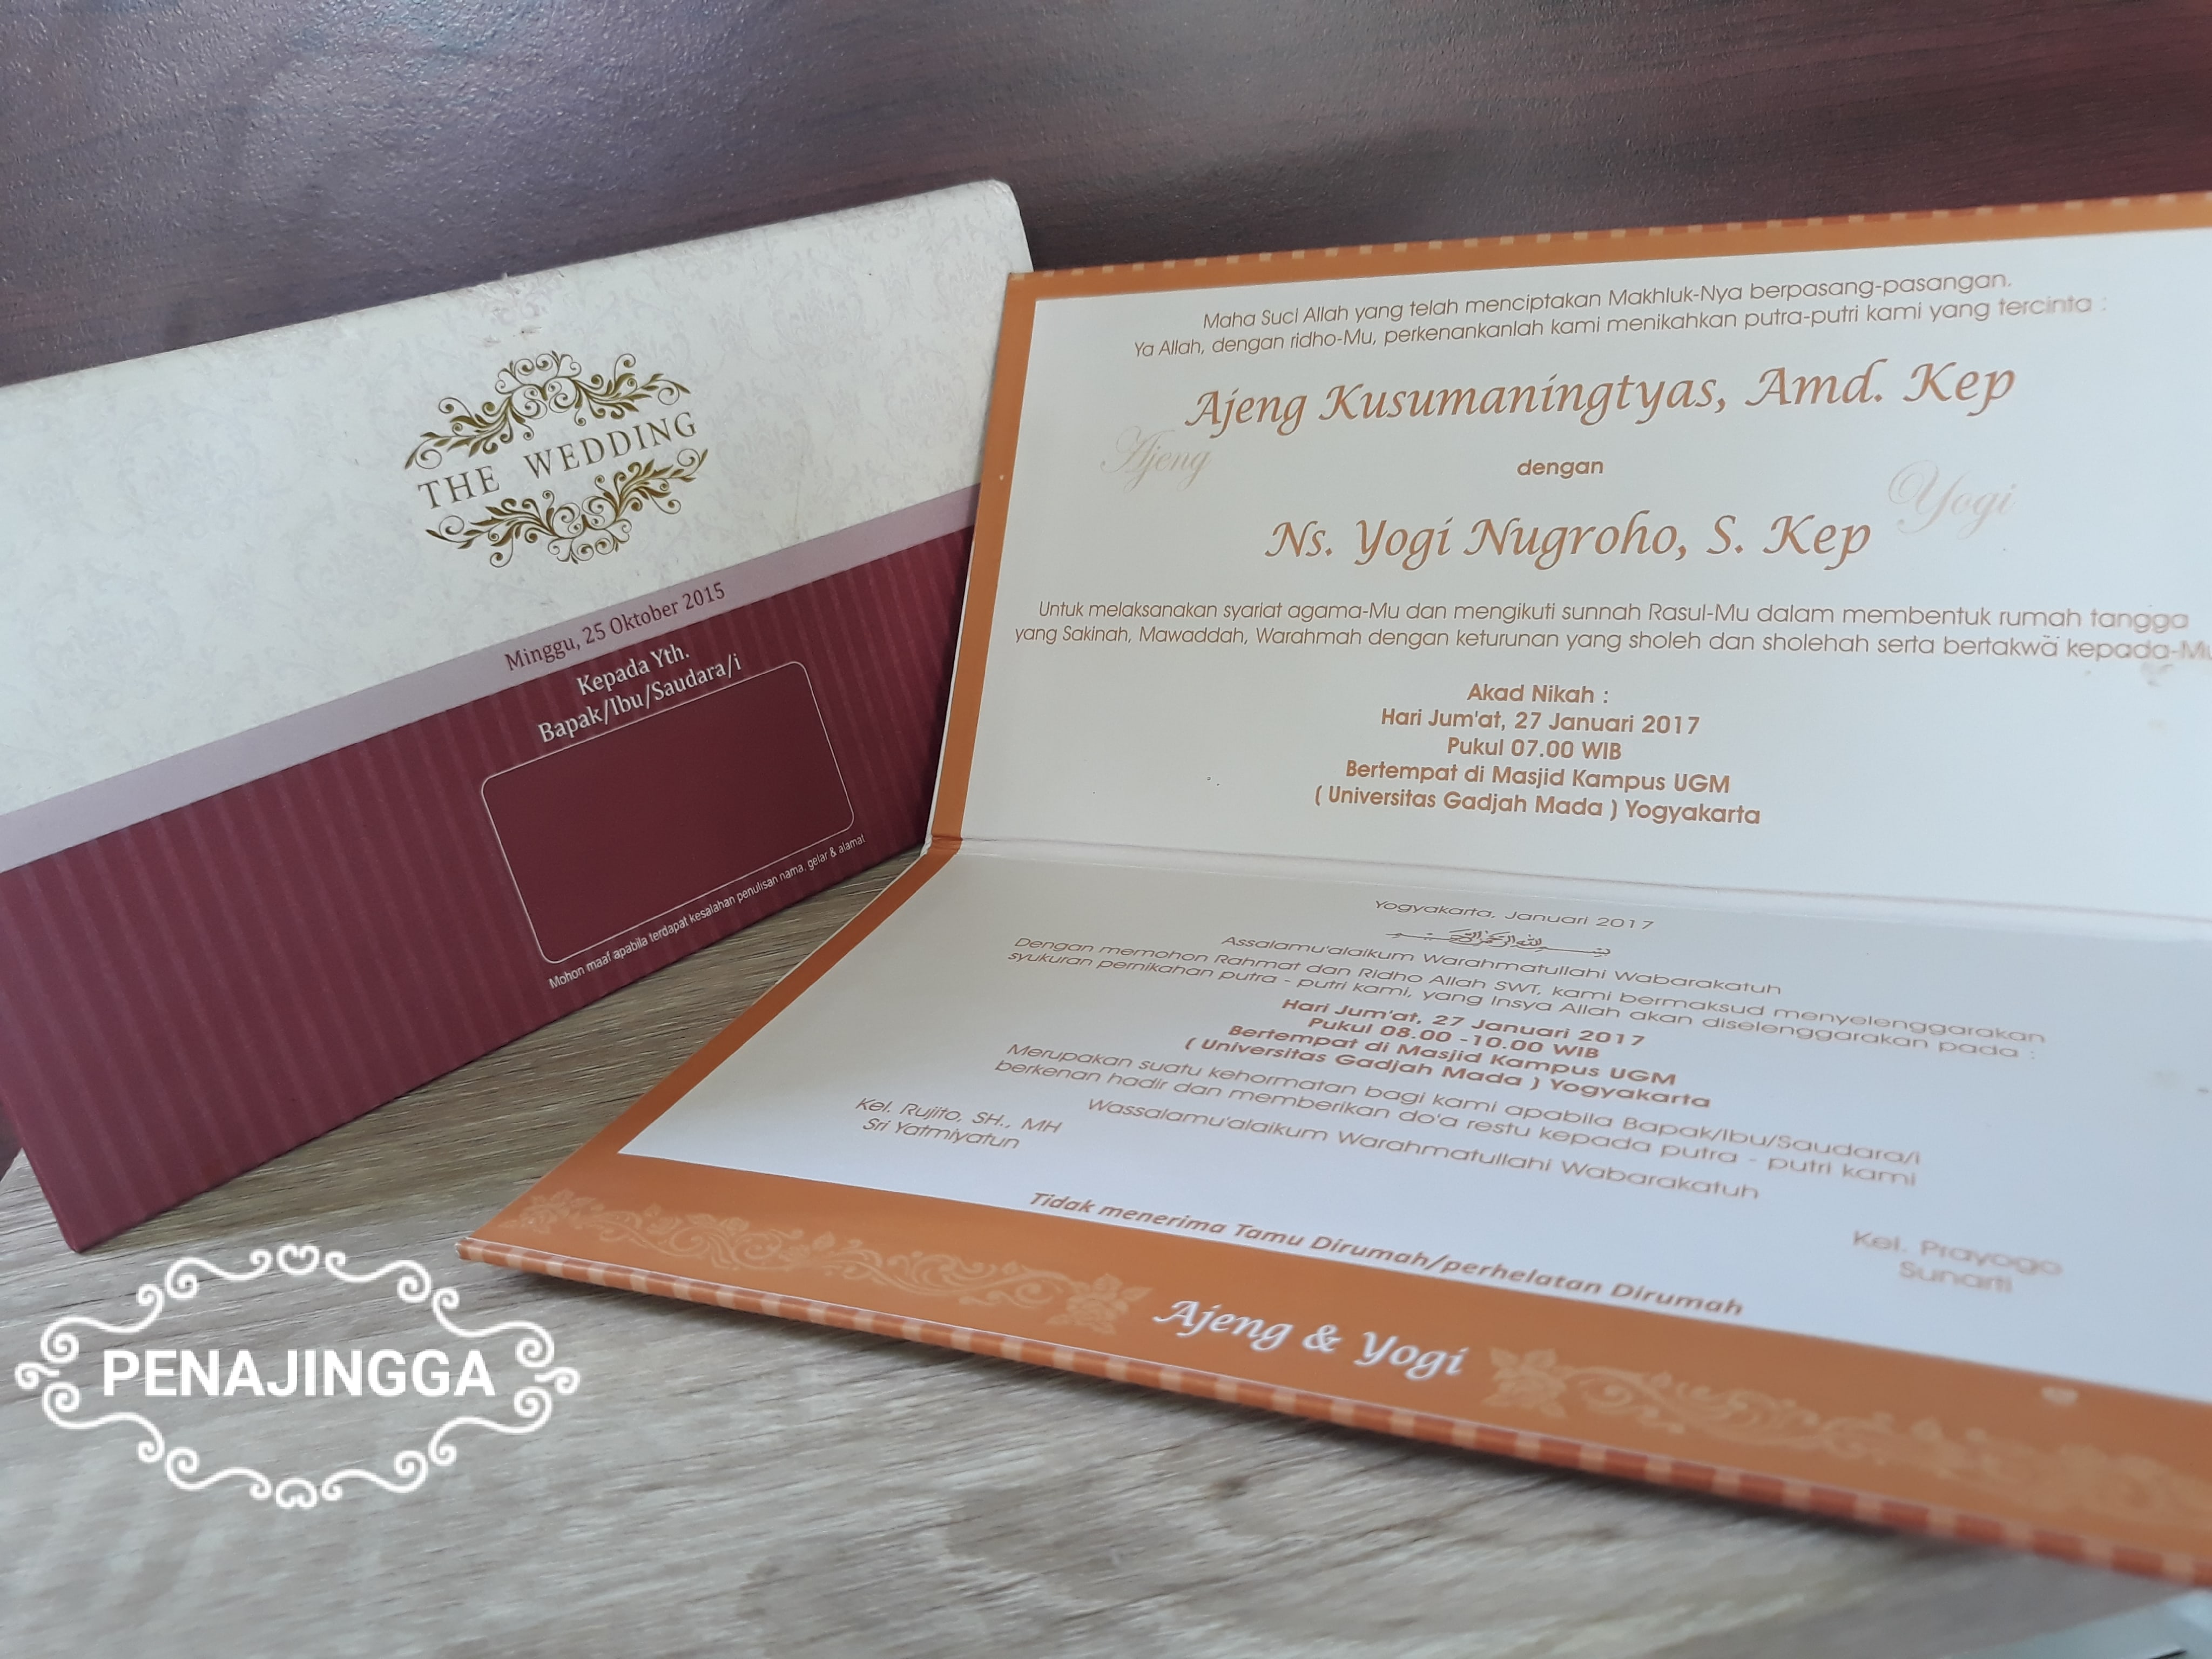 THE WEDDING
Minggu, 25 Oktober 2015
Kepada Yth.
Bapak/Ibu/Saudara/i
Mohon maaf apabila terdapat kesalahan penulisan nama, gelar & alamat
Maha Suci Allah yang telah menciptakan Makhluk-Nya berpasang-pasangan.
Ya Allah, dengan ridho-Mu, perkenankanlah kami menikahkan putra-putri kami yang tercinta :
Ajeng Kusumaningtyas, Amd. Kep
Ajeng
dengan
Yogi
Ns. Yogi Nugroho, S. Kep
Untuk melaksanakan syariat agama-Mu dan mengikuti sunnah Rasul-Mu dalam membentuk rumah tangga
yang Sakinah, Mawaddah, Warahmah dengan keturunan yang sholeh dan sholehah serta bertakwa kepada-Mu
Akad Nikah :
Hari Jum'at, 27 Januari 2017
Pukul 07.00 WIB
Bertempat di Masjid Kampus UGM
( Universitas Gadjah Mada ) Yogyakarta
Yogyakarta, Januari 2017
بسم الله الرحمن الرحيم
Assalamu'alaikum Warahmatullahi Wabarakatuh
Dengan memohon Rahmat dan Ridho Allah SWT, kami bermaksud menyelenggarakan
syukuran pernikahan putra - putri kami, yang Insya Allah akan diselenggarakan pada :
Hari Jum'at, 27 Januari 2017
Pukul 08.00 -10.00 WIB
Bertempat di Masjid Kampus UGM
( Universitas Gadjah Mada ) Yogyakarta
Merupakan suatu kehormatan bagi kami apabila Bapak/Ibu/Saudara/i
berkenan hadir dan memberikan do'a restu kepada putra - putri kami
Wassalamu'alaikum Warahmatullahi Wabarakatuh
Kel. Rujito, SH., MH
Sri Yatmiyatun
Kel. Prayogo
Sunarti
Tidak menerima Tamu Dirumah/perhelatan Dirumah
Ajeng & Yogi
PENAJINGGA